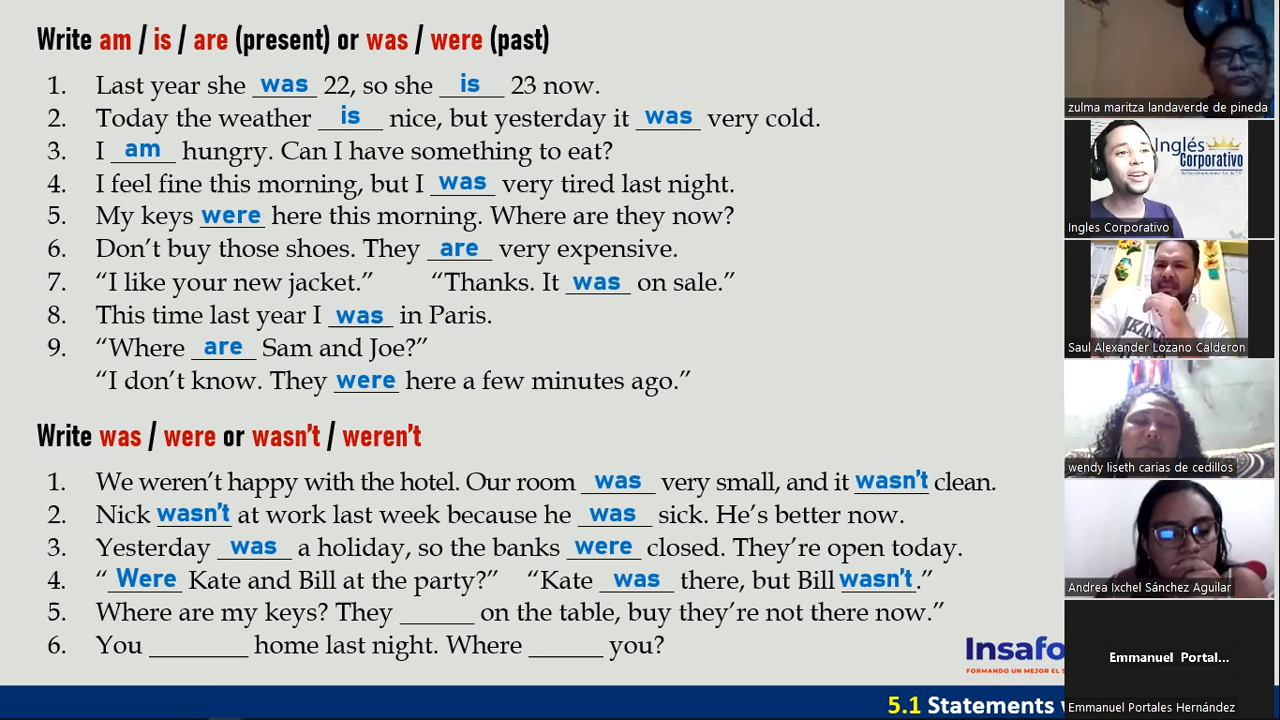 Write am / is / are (present) or was / were (past)
1. Last year she was 22, so she is 23 now.
2. Today the weather is nice, but yesterday it was very cold.
3. I am hungry. Can I have something to eat?
4. I feel fine this morning, but I was very tired last night.
5. My keys were here this morning. Where are they now?
6. Don't buy those shoes. They are very expensive.
7. "I like your new jacket." "Thanks. It was on sale."
8. This time last year I was in Paris.
9. "Where are Sam and Joe?"
"I don't know. They were here a few minutes ago."
Write was / were or wasn't / weren't
1. We weren't happy with the hotel. Our room was very small, and it wasn't clean.
2. Nick wasn't at work last week because he was sick. He's better now.
3. Yesterday was a holiday, so the banks were closed. They're open today.
4. "Were Kate and Bill at the party?" "Kate was there, but Bill wasn't."
5. Where are my keys? They ______ on the table, buy they're not there now."
6. You ________ home last night. Where ______ you?
Insafo
FORMANDO UN MEJOR EL S
5.1 Statements
zulma maritza landaverde de pineda
Inglés
Corporativo
Ingles Corporativo
Saul Alexander Lozano Calderon
wendy liseth carias de cedillos
Andrea Ixchel Sánchez Aguilar
Emmanuel Portal...
Emmanuel Portales Hernández